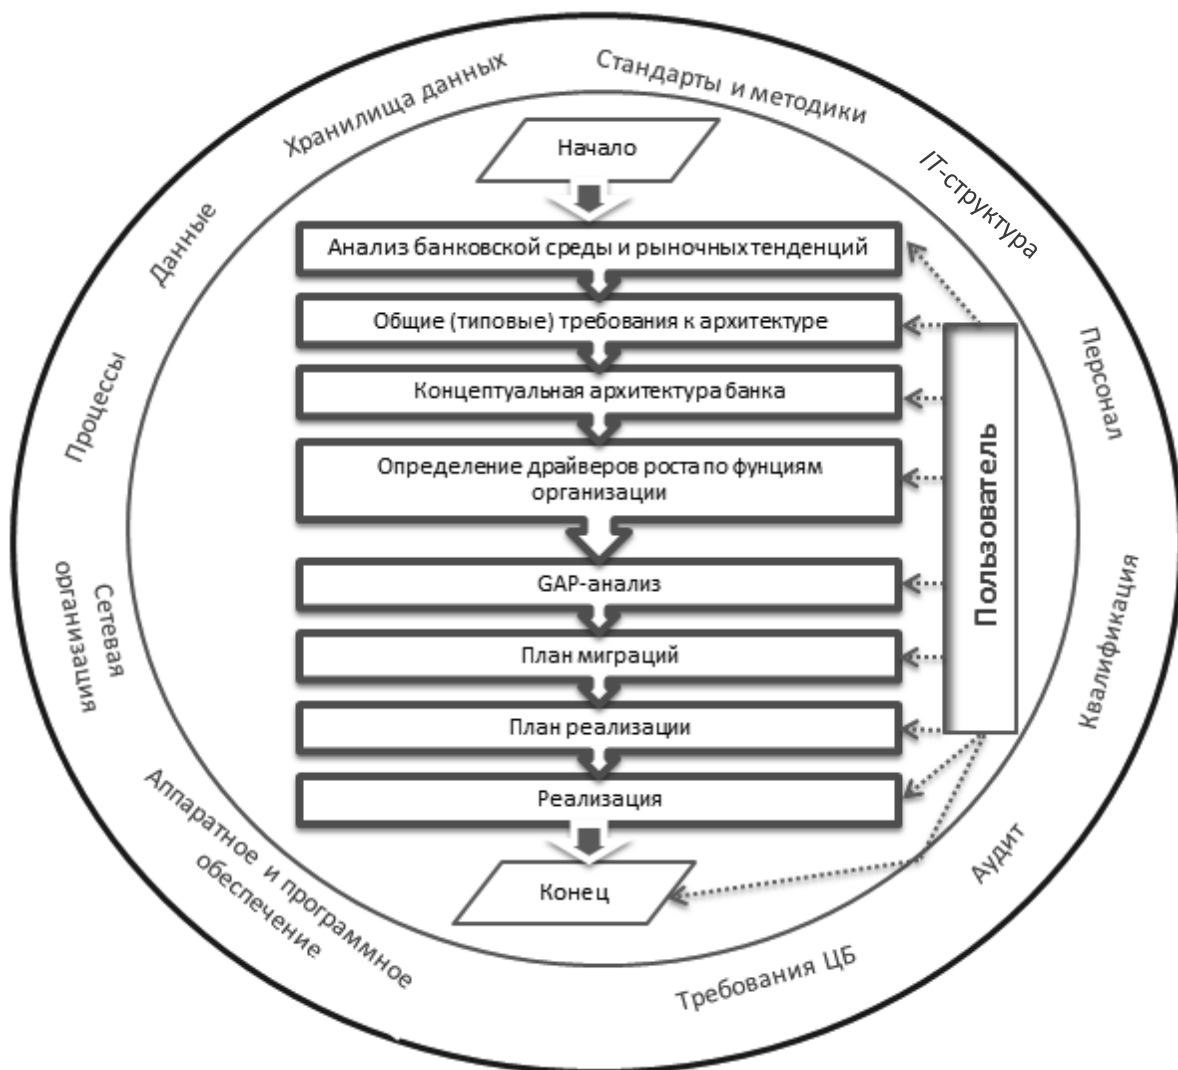 Хранилища данных
Стандарты и методики
IT-структура
Персонал
Квалификация
Аудит
Требования ЦБ
Аппаратное и программное
обеспечение
Сетевая
организация
Процессы
Данные
Начало
Анализ банковской среды и рыночных тенденций
Общие (типовые) требования к архитектуре
Концептуальная архитектура банка
Определение драйверов роста по фунциям
организации
GAP-анализ
План миграций
План реализации
Реализация
Конец
Пользователь